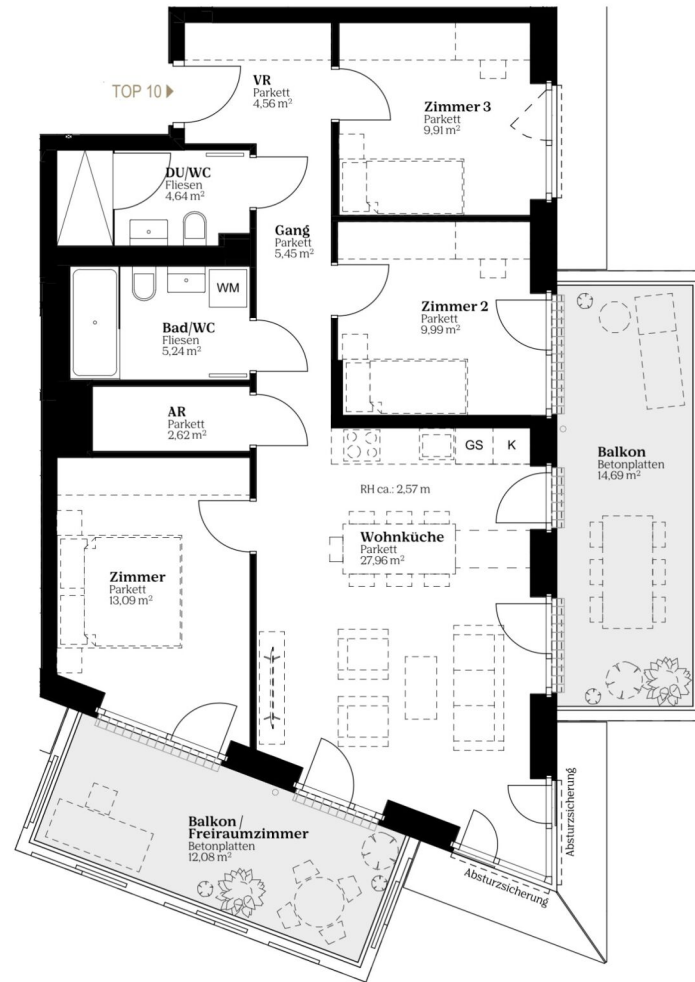 TOP 10
VR
Parkett
4,56 m²
Zimmer 3
Parkett
9,91 m²
DU/WC
Fliesen
4,64 m²
Gang
Parkett
5,45 m²
WM
Bad/WC
Fliesen
5,24 m²
Zimmer 2
Parkett
9,99 m²
AR
Parkett
2,62 m²
GS
K
RH ca.: 2,57 m
Balkon
Betonplatten
14,69 m²
Wohnküche
Parkett
27,96 m²
Zimmer
Parkett
13,09 m²
Balkon/
Freiraumzimmer
Betonplatten
12,08 m²
Absturzsicherung
Absturzsicherung